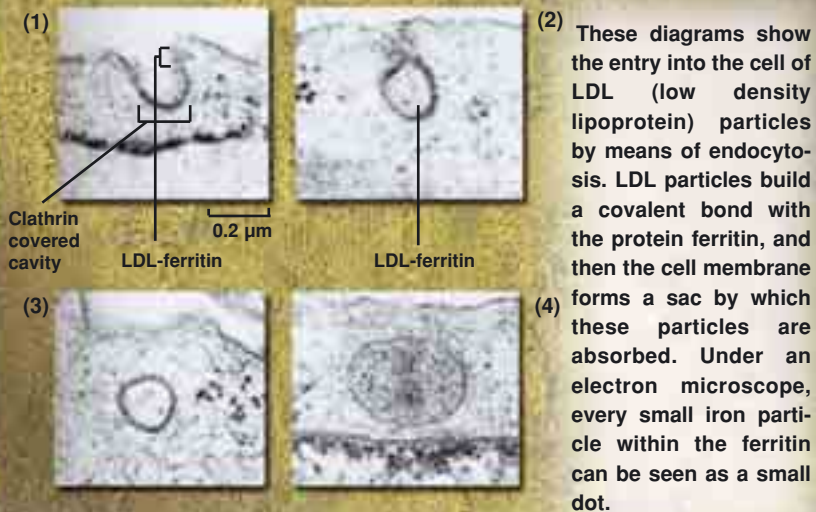 (1)
(2)
Clathrin
covered
cavity
0.2 µm
LDL-ferritin
LDL-ferritin
(3)
(4)
These diagrams show
the entry into the cell of
LDL (low density
lipoprotein) particles
by means of endocyto-
sis. LDL particles build
a covalent bond with
the protein ferritin, and
then the cell membrane
forms a sac by which
these particles are
absorbed. Under an
electron microscope,
every small iron parti-
cle within the ferritin
can be seen as a small
dot.